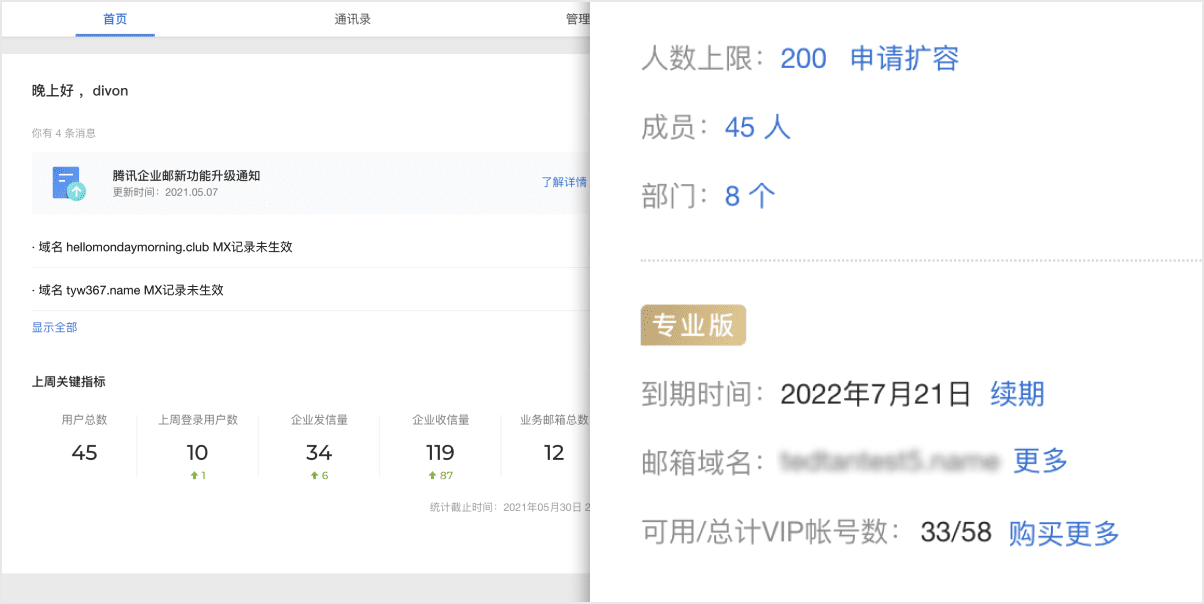 首页 通讯录 管理
晚上好 ，divon
你有 4 条消息
腾讯企业邮新功能升级通知
更新时间：2021.05.07
了解详情
· 域名 hellomondaymorning.club MX记录未生效
· 域名 tyw367.name MX记录未生效
显示全部
上周关键指标
用户总数 上周登录用户数 企业发信量 企业收信量 业务邮箱总数
45 10 34 119 12
1 6 87
统计截止时间：2021年05月30日 2
人数上限：200 申请扩容
成员：45 人
部门：8 个
专业版
到期时间：2022年7月21日 续期
邮箱域名： 更多
可用/总计VIP帐号数：33/58 购买更多